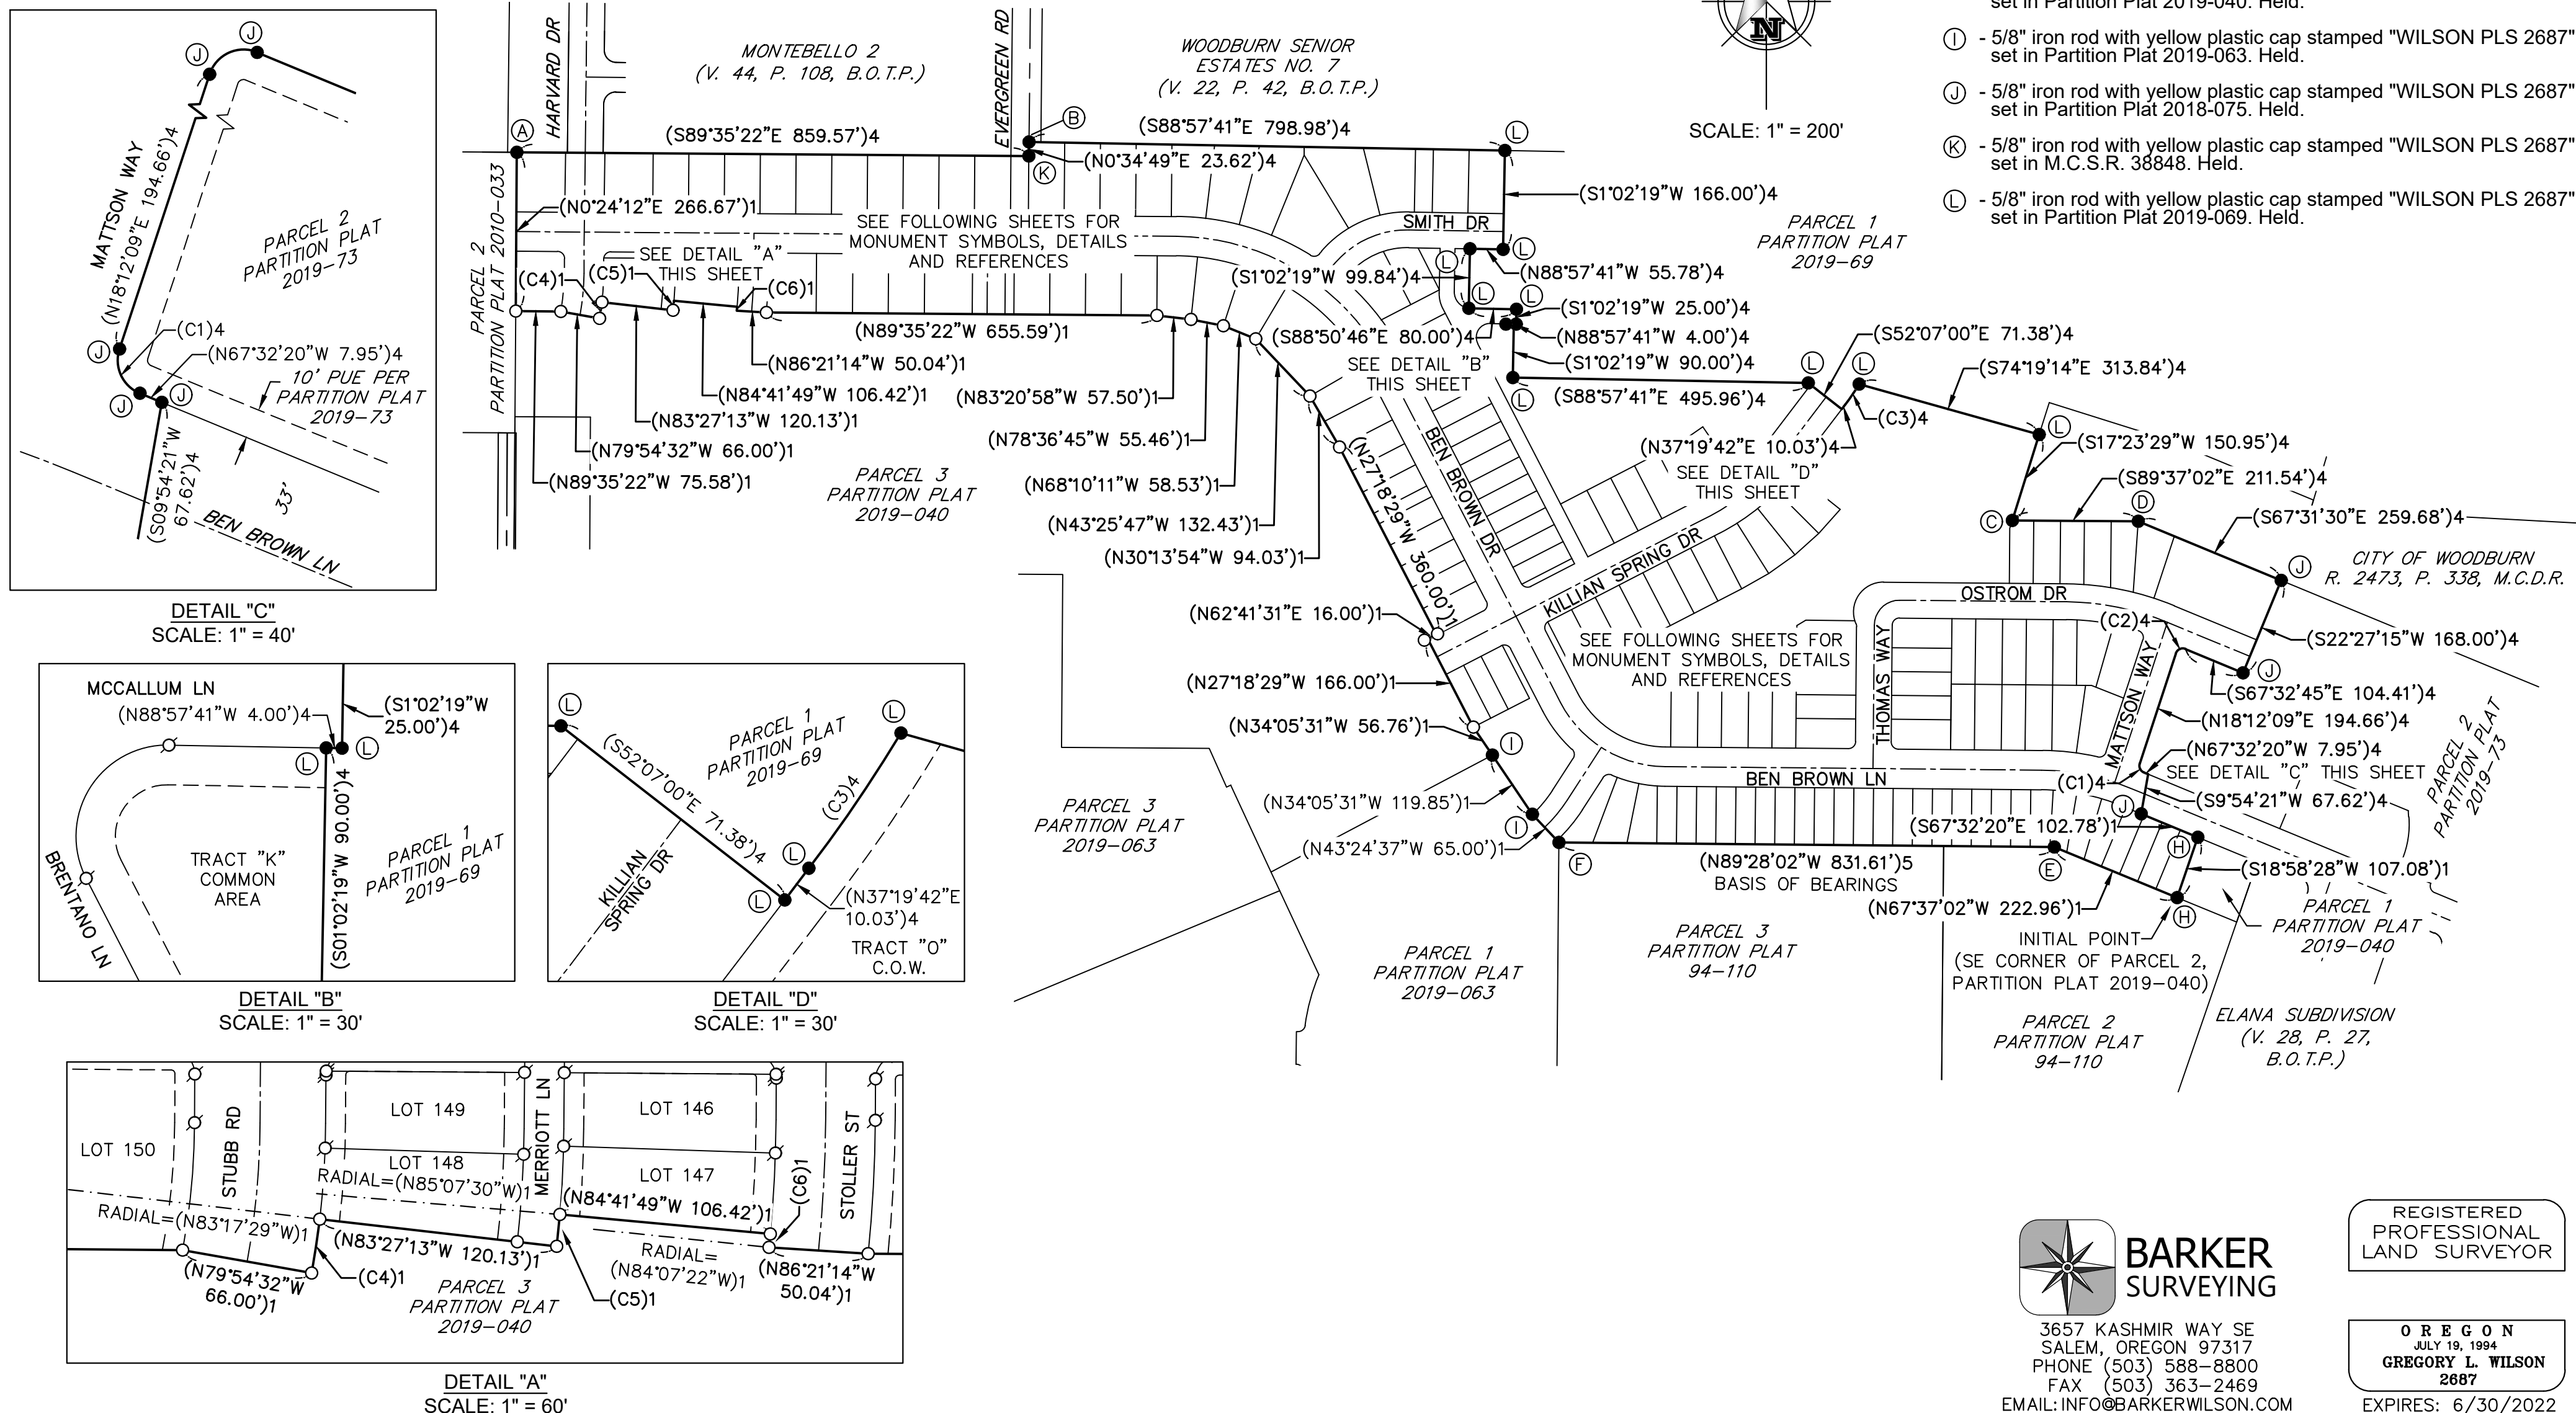 set in Partition Plat 2019-040. Held.
Ⓘ - 5/8" iron rod with yellow plastic cap stamped "WILSON PLS 2687"
set in Partition Plat 2019-063. Held.
Ⓙ - 5/8" iron rod with yellow plastic cap stamped "WILSON PLS 2687"
set in Partition Plat 2018-075. Held.
Ⓚ - 5/8" iron rod with yellow plastic cap stamped "WILSON PLS 2687"
set in M.C.S.R. 38848. Held.
Ⓛ - 5/8" iron rod with yellow plastic cap stamped "WILSON PLS 2687"
set in Partition Plat 2019-069. Held.
N
SCALE: 1" = 200'
J
J
MATTSON WAY
(N18°12'09"E 194.66')4
PARCEL 2
PARTITION PLAT
2019-73
(C1)4
J
(N67°32'20"W 7.95')4
10' PUE PER
PARTITION PLAT
2019-73
J
J
(S09°54'21"W
67.62')4
33'
BEN BROWN LN
DETAIL "C"
SCALE: 1" = 40'
HARVARD DR
MONTEBELLO 2
(V. 44, P. 108, B.O.T.P.)
EVERGREEN RD
WOODBURN SENIOR
ESTATES NO. 7
(V. 22, P. 42, B.O.T.P.)
A
(S89°35'22"E 859.57')4
B
(S88°57'41"E 798.98')4
L
K
(N0°34'49"E 23.62')4
(S1°02'19"W 166.00')4
PARCEL 2
PARTITION PLAT 2010-033
(N0°24'12"E 266.67')1
SEE FOLLOWING SHEETS FOR
MONUMENT SYMBOLS, DETAILS
AND REFERENCES
SEE DETAIL "A"
THIS SHEET
(C4)1
(C5)1
(C6)1
SMITH DR
L
PARCEL 1
PARTITION PLAT
2019-69
L
(N88°57'41"W 55.78')4
(S1°02'19"W 99.84')4
L
L
(S1°02'19"W 25.00')4
(S88°50'46"E 80.00')4
(N88°57'41"W 4.00')4
(S1°02'19"W 90.00')4
SEE DETAIL "B"
THIS SHEET
L
(S88°57'41"E 495.96')4
L
L
(S52°07'00"E 71.38')4
(S74°19'14"E 313.84')4
(C3)4
(N37°19'42"E 10.03')4
SEE DETAIL "D"
THIS SHEET
(N89°35'22"W 655.59')1
(N86°21'14"W 50.04')1
(N84°41'49"W 106.42')1
(N83°27'13"W 120.13')1
(N79°54'32"W 66.00')1
(N89°35'22"W 75.58')1
(N83°20'58"W 57.50')1
(N78°36'45"W 55.46')1
(N68°10'11"W 58.53')1
(N43°25'47"W 132.43')1
(N30°13'54"W 94.03')1
PARCEL 3
PARTITION PLAT
2019-040
(N27°18'29"W 360.00')1
BEN BROWN DR
KILLIAN SPRING DR
L
(S17°23'29"W 150.95')4
(S89°37'02"E 211.54')4
C
D
(S67°31'30"E 259.68')4
CITY OF WOODBURN
R. 2473, P. 338, M.C.D.R.
J
OSTROM DR
(C2)4
(S22°27'15"W 168.00')4
J
(S67°32'45"E 104.41')4
(N18°12'09"E 194.66')4
(N67°32'20"W 7.95')4
SEE DETAIL "C" THIS SHEET
(S9°54'21"W 67.62')4
PARCEL 2
PARTITION PLAT
2019-73
MATTSON WAY
THOMAS WAY
(N62°41'31"E 16.00')1
SEE FOLLOWING SHEETS FOR
MONUMENT SYMBOLS, DETAILS
AND REFERENCES
(N27°18'29"W 166.00')1
(N34°05'31"W 56.76')1
I
BEN BROWN LN
(C1)4
(N34°05'31"W 119.85')1
I
J
(S67°32'20"E 102.78')1
H
(N43°24'37"W 65.00')1
F
(N89°28'02"W 831.61')5
BASIS OF BEARINGS
E
(S18°58'28"W 107.08')1
(N67°37'02"W 222.96')1
H
PARCEL 3
PARTITION PLAT
2019-063
PARCEL 1
PARTITION PLAT
2019-063
PARCEL 3
PARTITION PLAT
94-110
INITIAL POINT
(SE CORNER OF PARCEL 2,
PARTITION PLAT 2019-040)
PARCEL 1
PARTITION PLAT
2019-040
PARCEL 2
PARTITION PLAT
94-110
ELANA SUBDIVISION
(V. 28, P. 27,
B.O.T.P.)
MCCALLUM LN
(N88°57'41"W 4.00')4
(S1°02'19"W
25.00')4
L
L
TRACT "K"
COMMON
AREA
BRENTANO LN
(S01°02'19"W 90.00')4
PARCEL 1
PARTITION PLAT
2019-69
DETAIL "B"
SCALE: 1" = 30'
L
L
(S52°07'00"E 71.38')4
PARCEL 1
PARTITION PLAT
2019-69
(C3)4
L
KILLIAN
SPRING DR
L
(N37°19'42"E
10.03')4
TRACT "O"
C.O.W.
DETAIL "D"
SCALE: 1" = 30'
LOT 150
STUBB RD
LOT 149
LOT 148
MERRIOTT LN
LOT 146
LOT 147
STOLLER ST
RADIAL=(N85°07'30"W)1
RADIAL=(N83°17'29"W)1
(N84°41'49"W 106.42')1
(C6)1
(N83°27'13"W 120.13')1
RADIAL=
(N84°07'22"W)1
(N79°54'32"W
66.00')1
(C4)1
(C5)1
(N86°21'14"W
50.04')1
PARCEL 3
PARTITION PLAT
2019-040
DETAIL "A"
SCALE: 1" = 60'
BARKER
SURVEYING
3657 KASHMIR WAY SE
SALEM, OREGON 97317
PHONE (503) 588-8800
FAX (503) 363-2469
EMAIL: INFO@BARKERWILSON.COM
REGISTERED
PROFESSIONAL
LAND SURVEYOR
OREGON
JULY 19, 1994
GREGORY L. WILSON
2687
EXPIRES: 6/30/2022